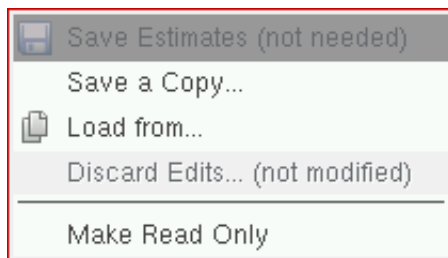 Save Estimates (not needed)
Save a Copy...
Load from...
Discard Edits... (not modified)
Make Read Only